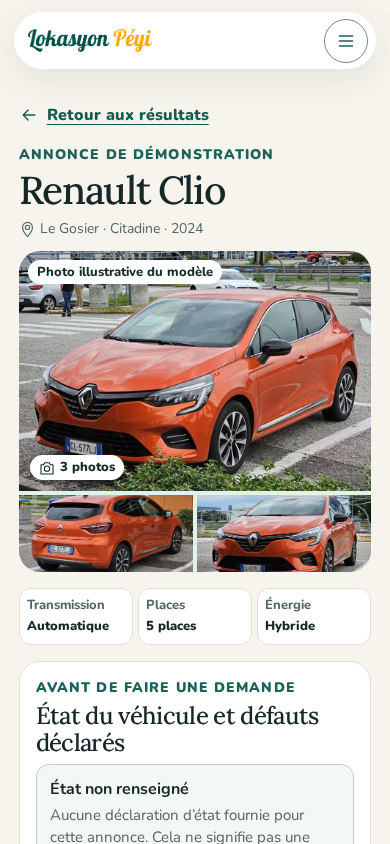 Lokasyon Péyi
Retour aux résultats
ANNONCE DE DÉMONSTRATION
Renault Clio
Le Gosier · Citadine · 2024
Photo illustrative du modèle
GL577LJ
3 photos
Transmission
Places
Énergie
Automatique
5 places
Hybride
AVANT DE FAIRE UNE DEMANDE
État du véhicule et défauts
déclarés
État non renseigné
Aucune déclaration d’état fournie pour
cette annonce. Cela ne signifie pas une